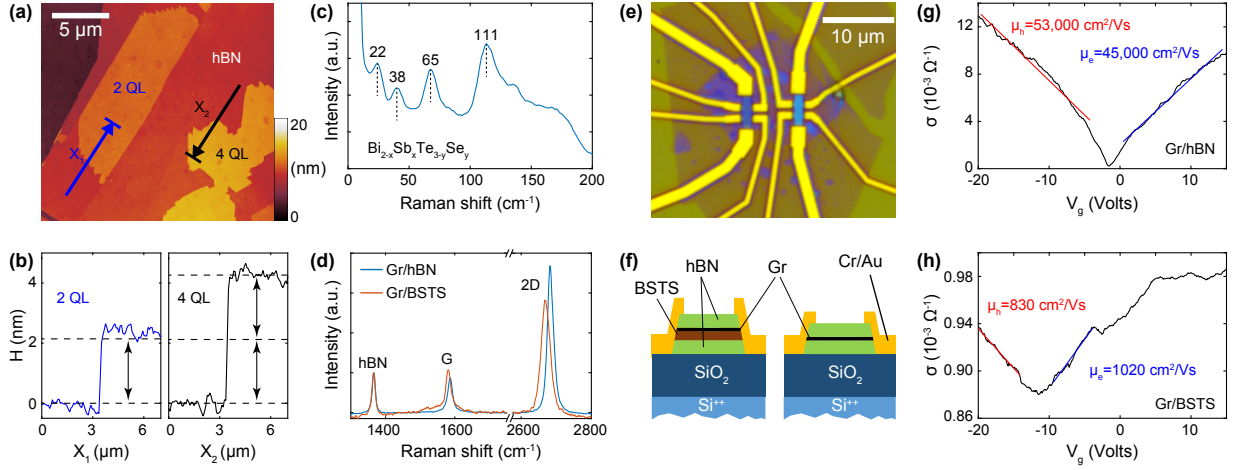 (a)
5 μm
hBN
2 QL
X1
X2
4 QL
20
(nm)
0
(b)
2 QL
4 QL
H (nm)
4
2
0
0
6
0
6
X1 (μm)
X2 (μm)
(c)
22
38
65
111
Intensity (a.u.)
Bi2-xSbxTe3-ySey
50
100
150
200
Raman shift (cm-1)
(d)
Gr/hBN
Gr/BSTS
2D
hBN
G
Intensity (a.u.)
1400
1600
2600
2800
Raman shift (cm-1)
(e)
10 μm
(f)
hBN
Gr
Cr/Au
BSTS
SiO2
SiO2
Si++
Si++
(g)
μh=53,000 cm2/Vs
μe=45,000 cm2/Vs
σ (10-3 Ω-1)
12
8
4
0
Gr/hBN
-20
-10
0
10
Vg (Volts)
(h)
0.98
0.94
0.90
0.86
σ (10-3 Ω-1)
μh=830 cm2/Vs
μe=1020 cm2/Vs
Gr/BSTS
-20
-10
0
10
Vg (Volts)